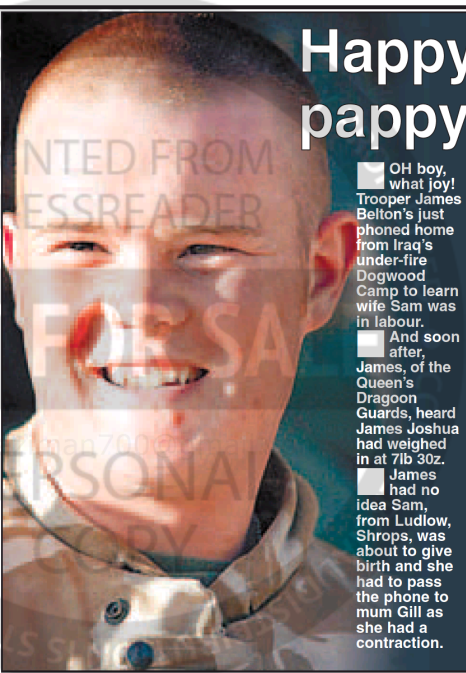 Happy
pappy
OH boy,
what joy!
Trooper James
Belton's just
phoned home
from Iraq's
under-fire
Dogwood
Camp to learn
wife Sam was
in labour.
And soon
after,
James, of the
Queen's
Dragoon
Guards, heard
James Joshua
had weighed
in at 7lb 30z.
James
had no
idea Sam,
from Ludlow,
Shrops, was
about to give
birth and she
had to pass
the phone to
mum Gill as
she had a
contraction.
NTED FROM
ESSREADER
FOR SAL
ERSONAL
COPY